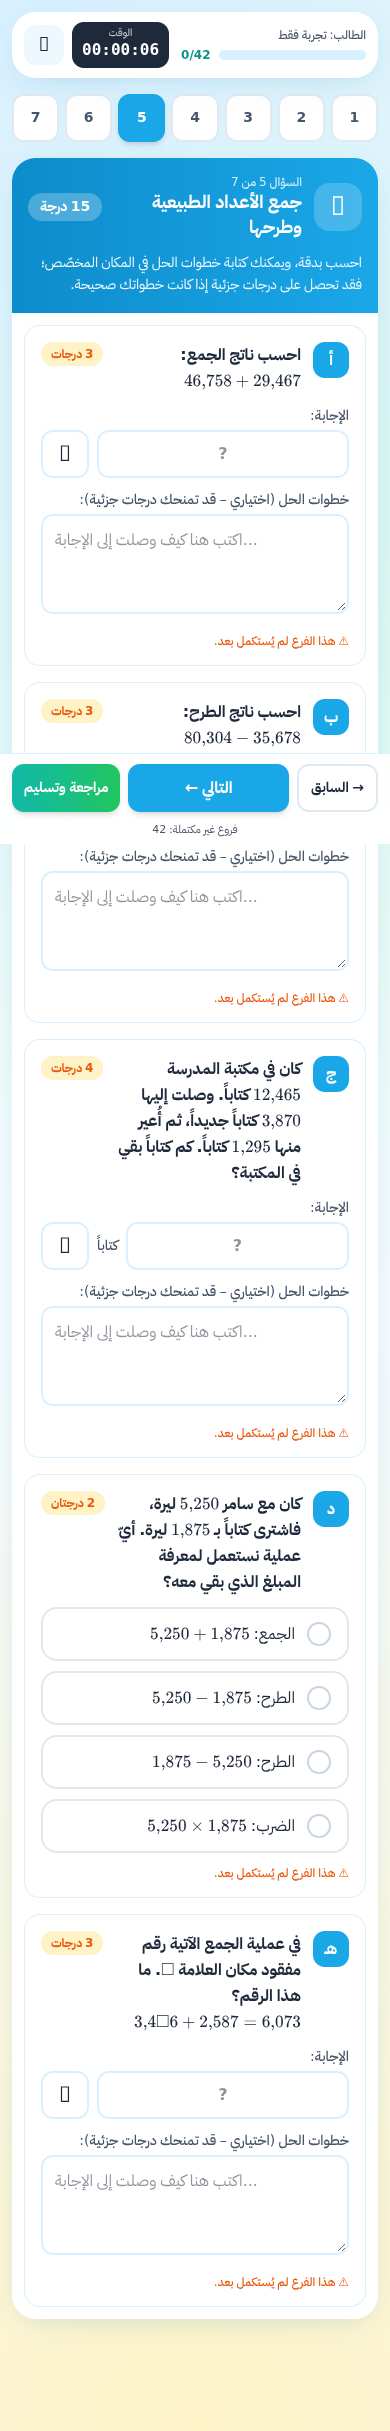 الطالب: تجربة فقط
0/42
الوقت
00:00:06
1 2 3 4 5 6 7
السؤال 5 من 7
جمع الأعداد الطبيعية
وطرحها
15 درجة
احسب بدقة، ويمكنك كتابة خطوات الحل في المكان المخصّص؛
فقد تحصل على درجات جزئية إذا كانت خطواتك صحيحة.
أ
احسب ناتج الجمع:
46,758 + 29,467
3 درجات
الإجابة:
?
خطوات الحل (اختياري – قد تمنحك درجات جزئية):
اكتب هنا كيف وصلت إلى الإجابة...
⚠ هذا الفرع لم يُستكمل بعد.
ب
احسب ناتج الطرح:
80,304 − 35,678
3 درجات
→ السابق
التالي ←
مراجعة وتسليم
فروع غير مكتملة: 42
خطوات الحل (اختياري – قد تمنحك درجات جزئية):
اكتب هنا كيف وصلت إلى الإجابة...
⚠ هذا الفرع لم يُستكمل بعد.
ج
كان في مكتبة المدرسة
12,465 كتاباً. وصلت إليها
3,870 كتاباً جديداً، ثم أُعير
منها 1,295 كتاباً. كم كتاباً بقي
في المكتبة؟
4 درجات
الإجابة:
?
كتاباً
خطوات الحل (اختياري – قد تمنحك درجات جزئية):
اكتب هنا كيف وصلت إلى الإجابة...
⚠ هذا الفرع لم يُستكمل بعد.
د
كان مع سامر 5,250 ليرة،
فاشترى كتاباً بـ 1,875 ليرة. أيّ
عملية نستعمل لمعرفة
المبلغ الذي بقي معه؟
2 درجتان
الجمع: 5,250 + 1,875
الطرح: 5,250 − 1,875
الطرح: 1,875 − 5,250
الضرب: 5,250 × 1,875
⚠ هذا الفرع لم يُستكمل بعد.
هـ
في عملية الجمع الآتية رقم
مفقود مكان العلامة □. ما
هذا الرقم؟
3,4□6 + 2,587 = 6,073
3 درجات
الإجابة:
?
خطوات الحل (اختياري – قد تمنحك درجات جزئية):
اكتب هنا كيف وصلت إلى الإجابة...
⚠ هذا الفرع لم يُستكمل بعد.